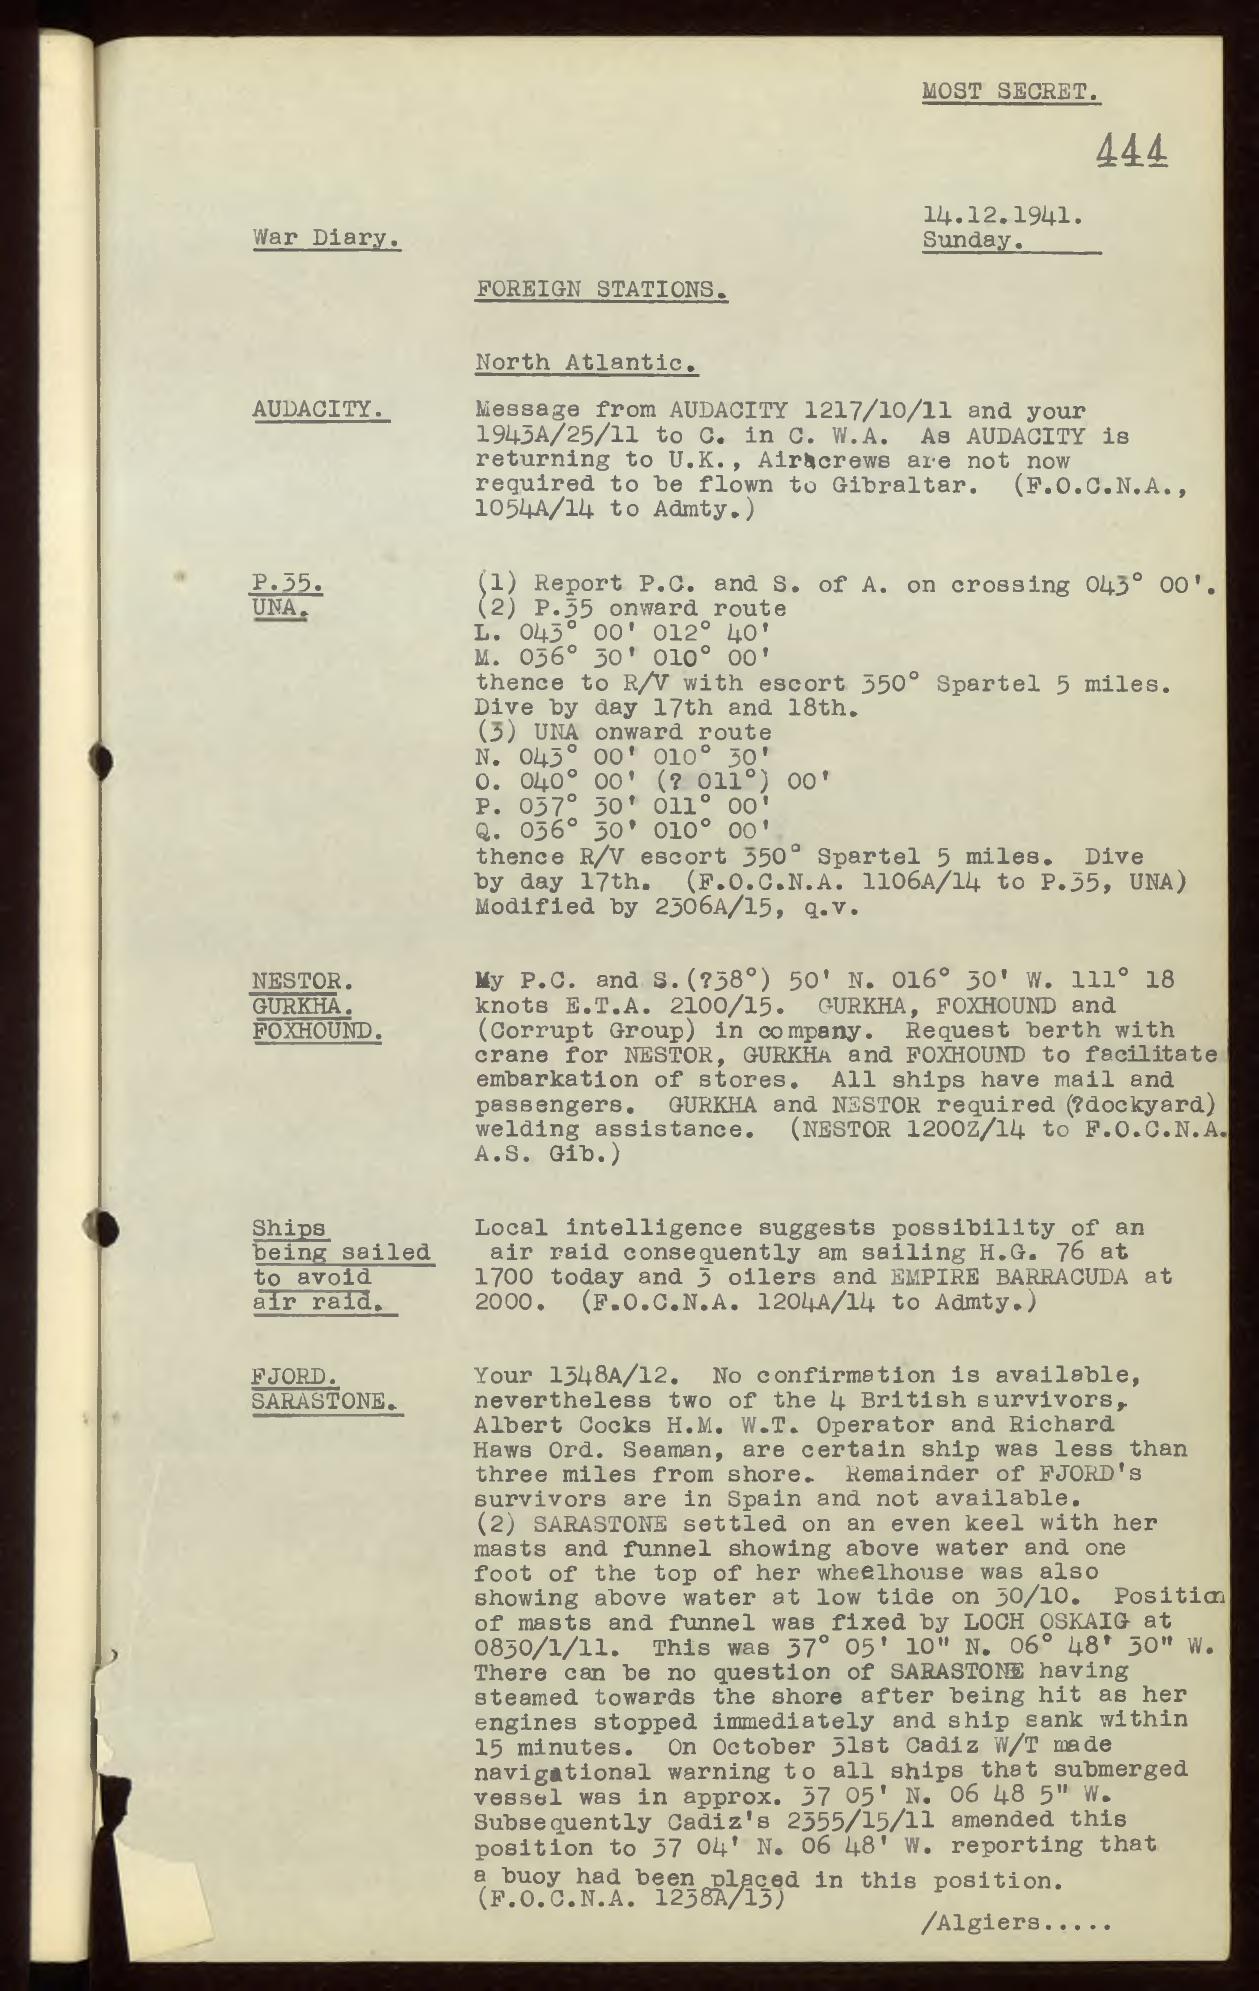 MOST SECRET.
444
14.12.1941.
War Diary.
Sunday.
FOREIGN STATIONS.
North Atlantic.
AUDACITY.
Message from AUDACITY 1217/10/11 and your
1943A/25/11 to C. in C. W.A. As AUDACITY is
returning to U.K., Aircrews are not now
required to be flown to Gibraltar. (F.O.C.N.A.,
1054A/14 to Admty.)
P.35.
UNA.
(1) Report P.C. and S. of A. on crossing 043° 00'.
(2) P.35 onward route
L. 043° 00' 012° 40'
M. 036° 30' 010° 00'
thence to R/V with escort 350° Spartel 5 miles.
Dive by day 17th and 18th.
(3) UNA onward route
N. 043° 00' 010° 30'
O. 040° 00' (? 011°) 00'
P. 037° 30' 011° 00'
Q. 036° 30' 010° 00'
thence R/V escort 350° Spartel 5 miles. Dive
by day 17th. (F.O.C.N.A. 1106A/14 to P.35, UNA)
Modified by 2306A/15, q.v.
NESTOR.
GURKHA.
FOXHOUND.
My P.C. and S.(?38°) 50' N. 016° 30' W. 111° 18
knots E.T.A. 2100/15. GURKHA, FOXHOUND and
(Corrupt Group) in company. Request berth with
crane for NESTOR, GURKHA and FOXHOUND to facilitate
embarkation of stores. All ships have mail and
passengers. GURKHA and NESTOR required (?dockyard)
welding assistance. (NESTOR 1200Z/14 to F.O.C.N.A.
A.S. Gib.)
Ships
being sailed
to avoid
air raid.
Local intelligence suggests possibility of an
air raid consequently am sailing H.G. 76 at
1700 today and 3 oilers and EMPIRE BARRACUDA at
2000. (F.O.C.N.A. 1204A/14 to Admty.)
FJORD.
SARASTONE.
Your 1348A/12. No confirmation is available,
nevertheless two of the 4 British survivors,
Albert Cocks H.M. W.T. Operator and Richard
Haws Ord. Seaman, are certain ship was less than
three miles from shore. Remainder of FJORD's
survivors are in Spain and not available.
(2) SARASTONE settled on an even keel with her
masts and funnel showing above water and one
foot of the top of her wheelhouse was also
showing above water at low tide on 30/10. Position
of masts and funnel was fixed by LOCH OSKAIG at
0830/1/11. This was 37° 05' 10" N. 06° 48' 30" W.
There can be no question of SARASTONE having
steamed towards the shore after being hit as her
engines stopped immediately and ship sank within
15 minutes. On October 31st Cadiz W/T made
navigational warning to all ships that submerged
vessel was in approx. 37 05' N. 06 48 5" W.
Subsequently Cadiz's 2355/15/11 amended this
position to 37 04' N. 06 48' W. reporting that
a buoy had been placed in this position.
(F.O.C.N.A. 1238A/13)
/Algiers.....